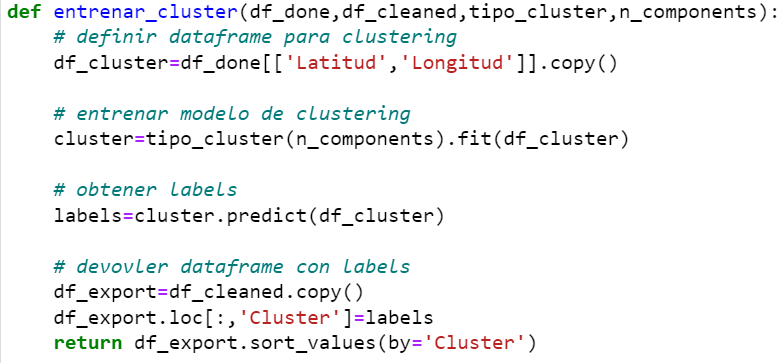 def entrenar_cluster(df_done,df_cleaned,tipo_cluster,n_components):
    # definir dataframe para clustering
    df_cluster=df_done[['Latitud','Longitud']].copy()

    # entrenar modelo de clustering
    cluster=tipo_cluster(n_components).fit(df_cluster)

    # obtener labels
    labels=cluster.predict(df_cluster)

    # devovler dataframe con labels
    df_export=df_cleaned.copy()
    df_export.loc[:,'Cluster']=labels
    return df_export.sort_values(by='Cluster')